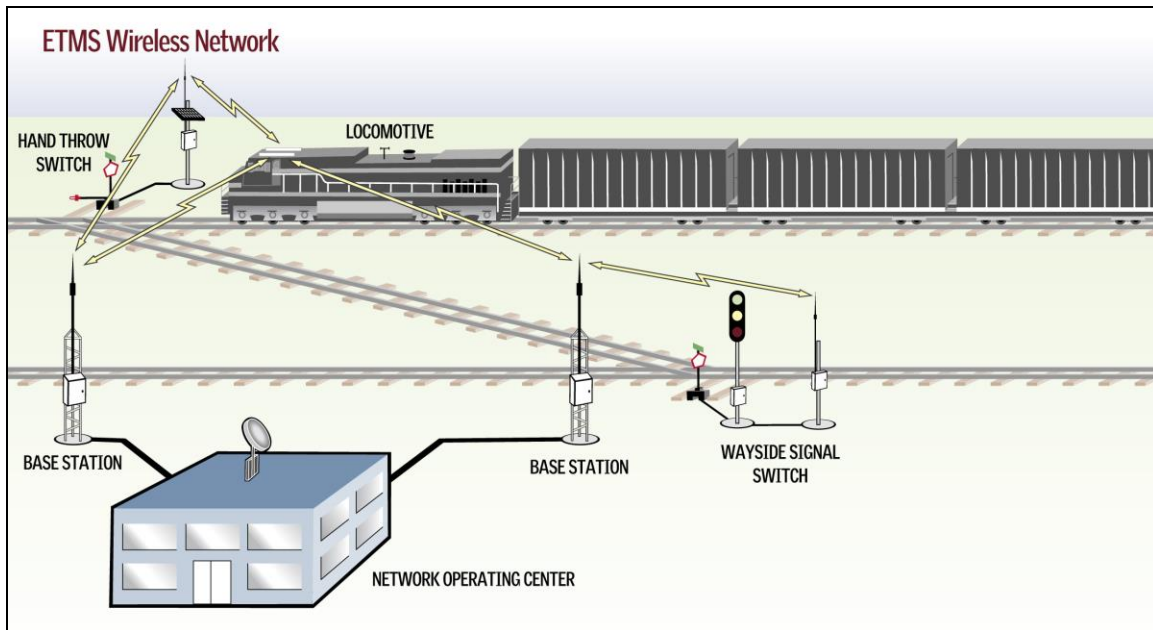 ETMS Wireless Network
HAND THROW
SWITCH
LOCOMOTIVE
BASE STATION
BASE STATION
WAYSIDE SIGNAL
SWITCH
NETWORK OPERATING CENTER